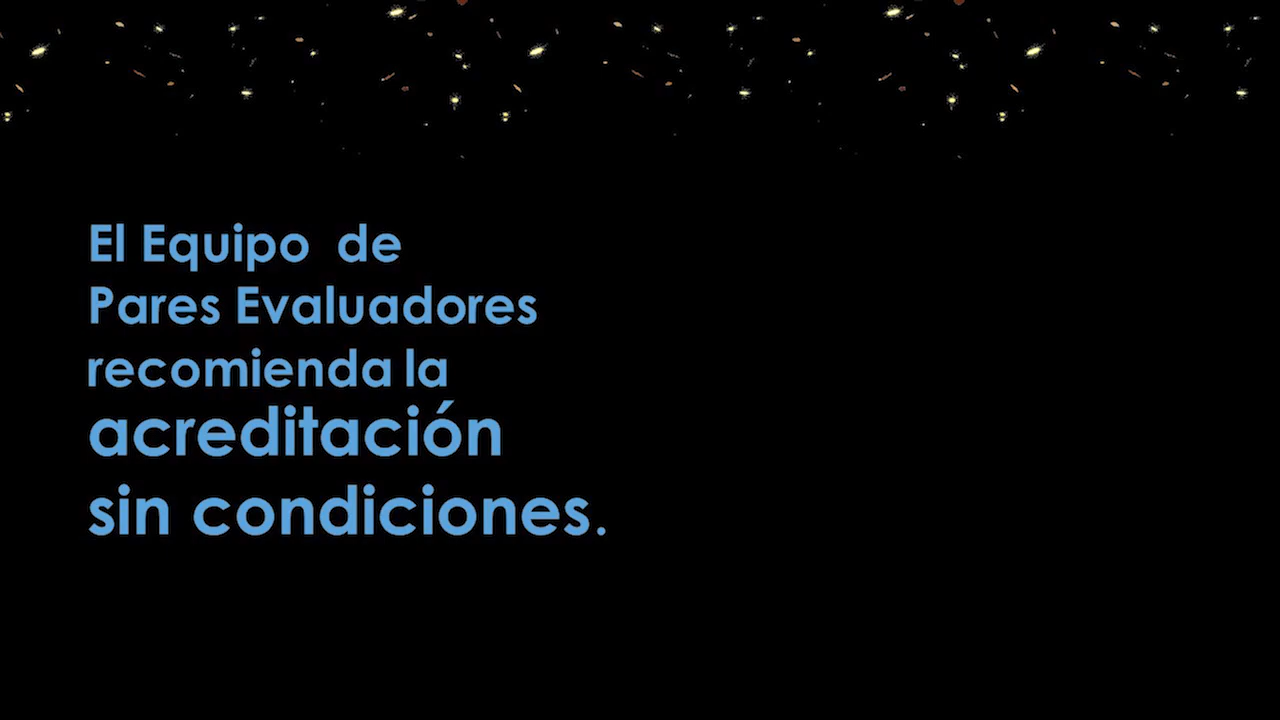 El Equipo  de
Pares Evaluadores
recomienda la
acreditación
sin condiciones.